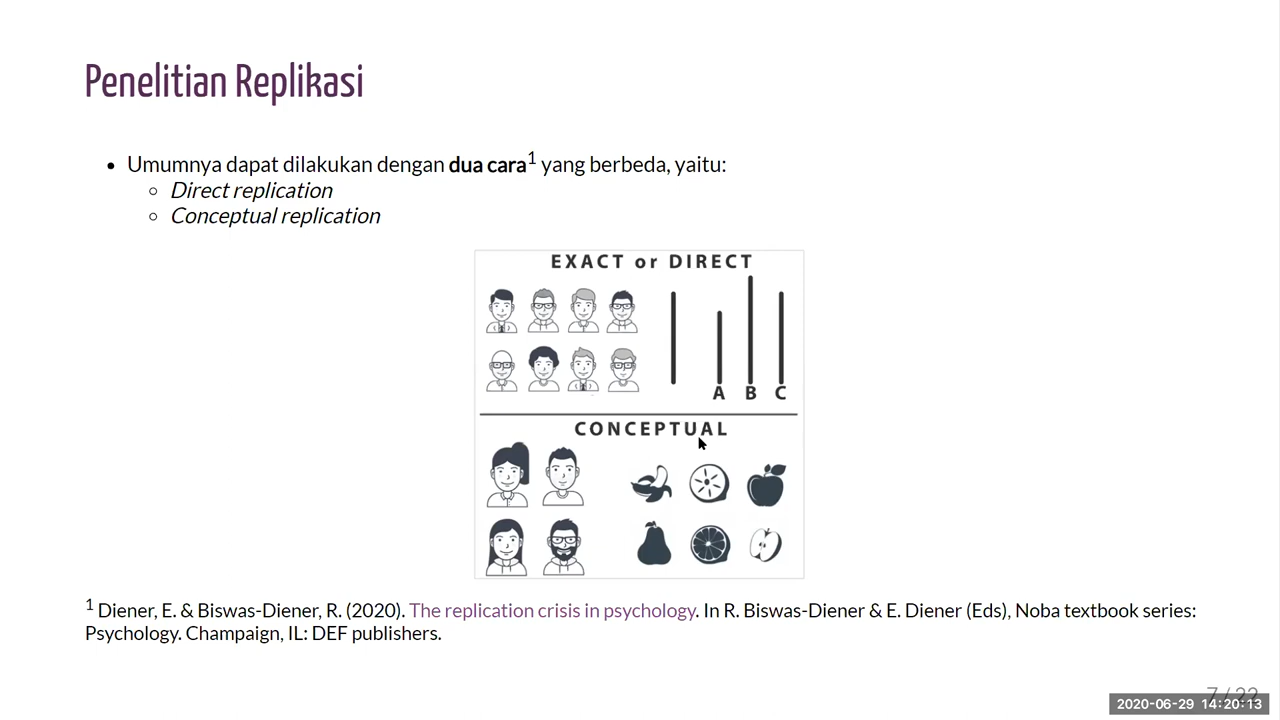 Penelitian Replikasi
• Umumnya dapat dilakukan dengan dua cara1 yang berbeda, yaitu:
◦ Direct replication
◦ Conceptual replication
EXACT or DIRECT
A B C
CONCEPTUAL
1 Diener, E. & Biswas-Diener, R. (2020). The replication crisis in psychology. In R. Biswas-Diener & E. Diener (Eds), Noba textbook series:
Psychology. Champaign, IL: DEF publishers.
7 / 22
2020-06-29 14:20:13